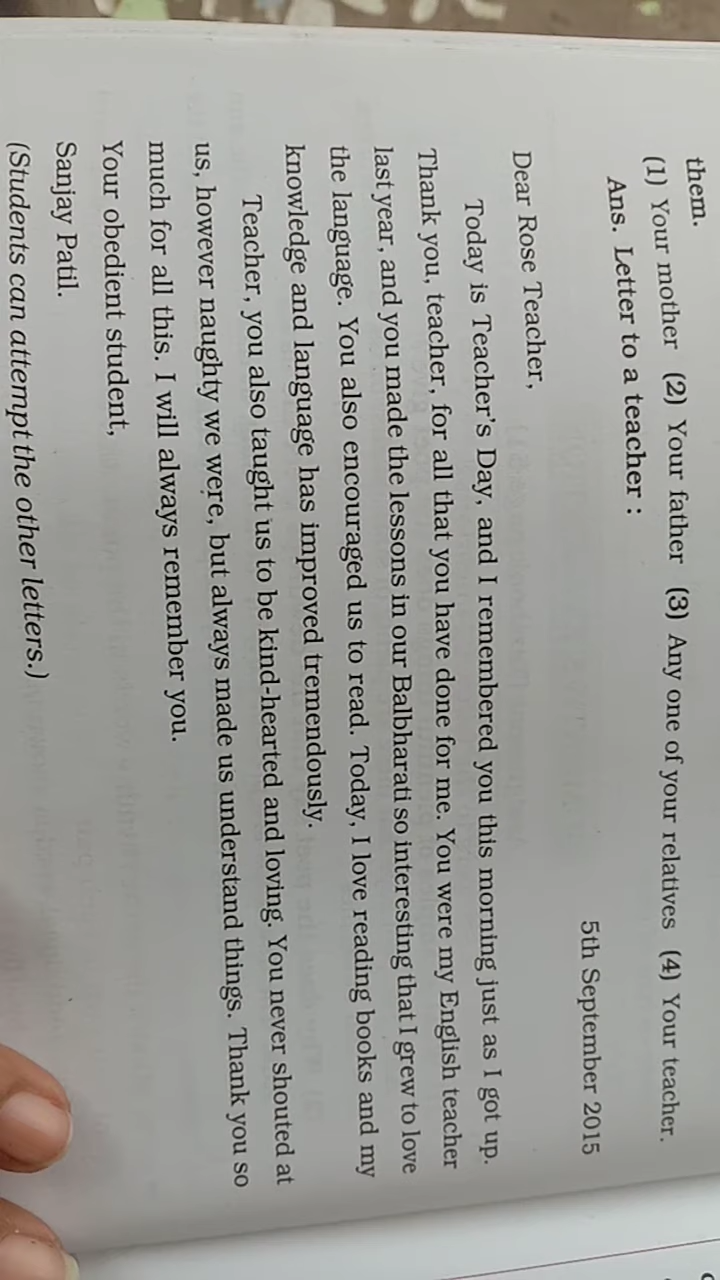 them.
(1) Your mother (2) Your father (3) Any one of your relatives (4) Your teacher.
Ans. Letter to a teacher :
5th September 2015
Dear Rose Teacher,
Today is Teacher's Day, and I remembered you this morning just as I got up.
Thank you, teacher, for all that you have done for me. You were my English teacher
last year, and you made the lessons in our Balbharati so interesting that I grew to love
the language. You also encouraged us to read. Today, I love reading books and my
knowledge and language has improved tremendously.
Teacher, you also taught us to be kind-hearted and loving. You never shouted at
us, however naughty we were, but always made us understand things. Thank you so
much for all this. I will always remember you.
Your obedient student,
Sanjay Patil.
(Students can attempt the other letters.)